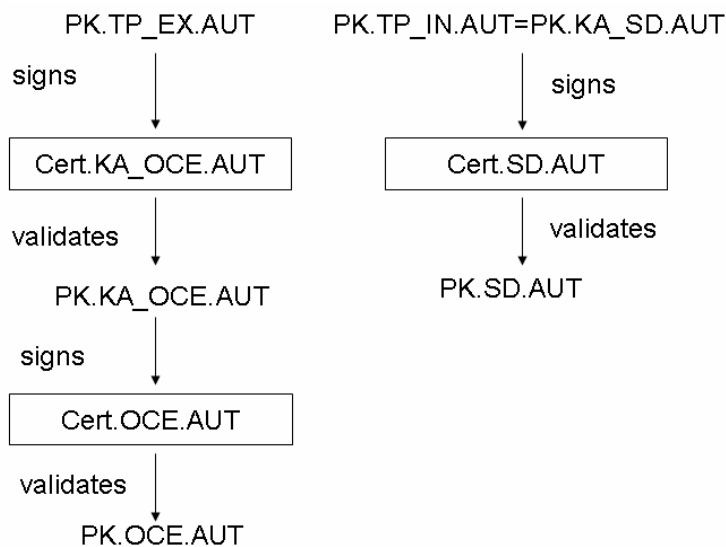 PK.TP_EX.AUT
signs
Cert.KA_OCE.AUT
validates
PK.KA_OCE.AUT
signs
Cert.OCE.AUT
validates
PK.OCE.AUT
PK.TP_IN.AUT=PK.KA_SD.AUT
signs
Cert.SD.AUT
validates
PK.SD.AUT